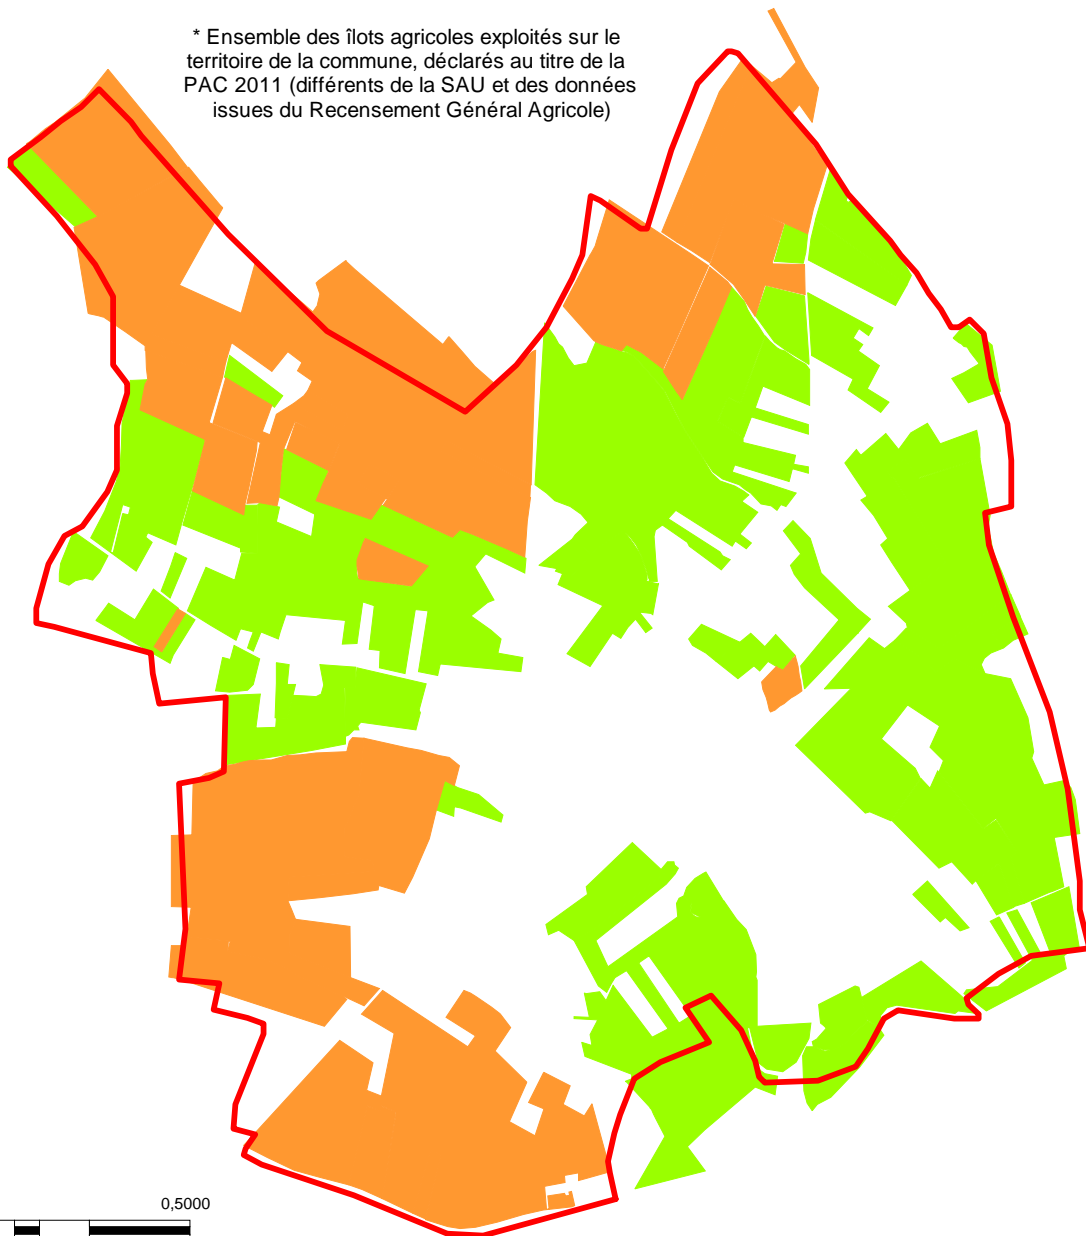 * Ensemble des îlots agricoles exploités sur le
territoire de la commune, déclarés au titre de la
PAC 2011 (différents de la SAU et des données
issues du Recensement Général Agricole)
0,5000